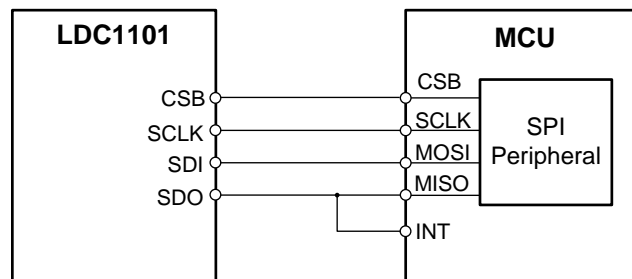 LDC1101
MCU
CSB
CSB
SCLK
SCLK
SPI
Peripheral
SDI
MOSI
SDO
MISO
INT